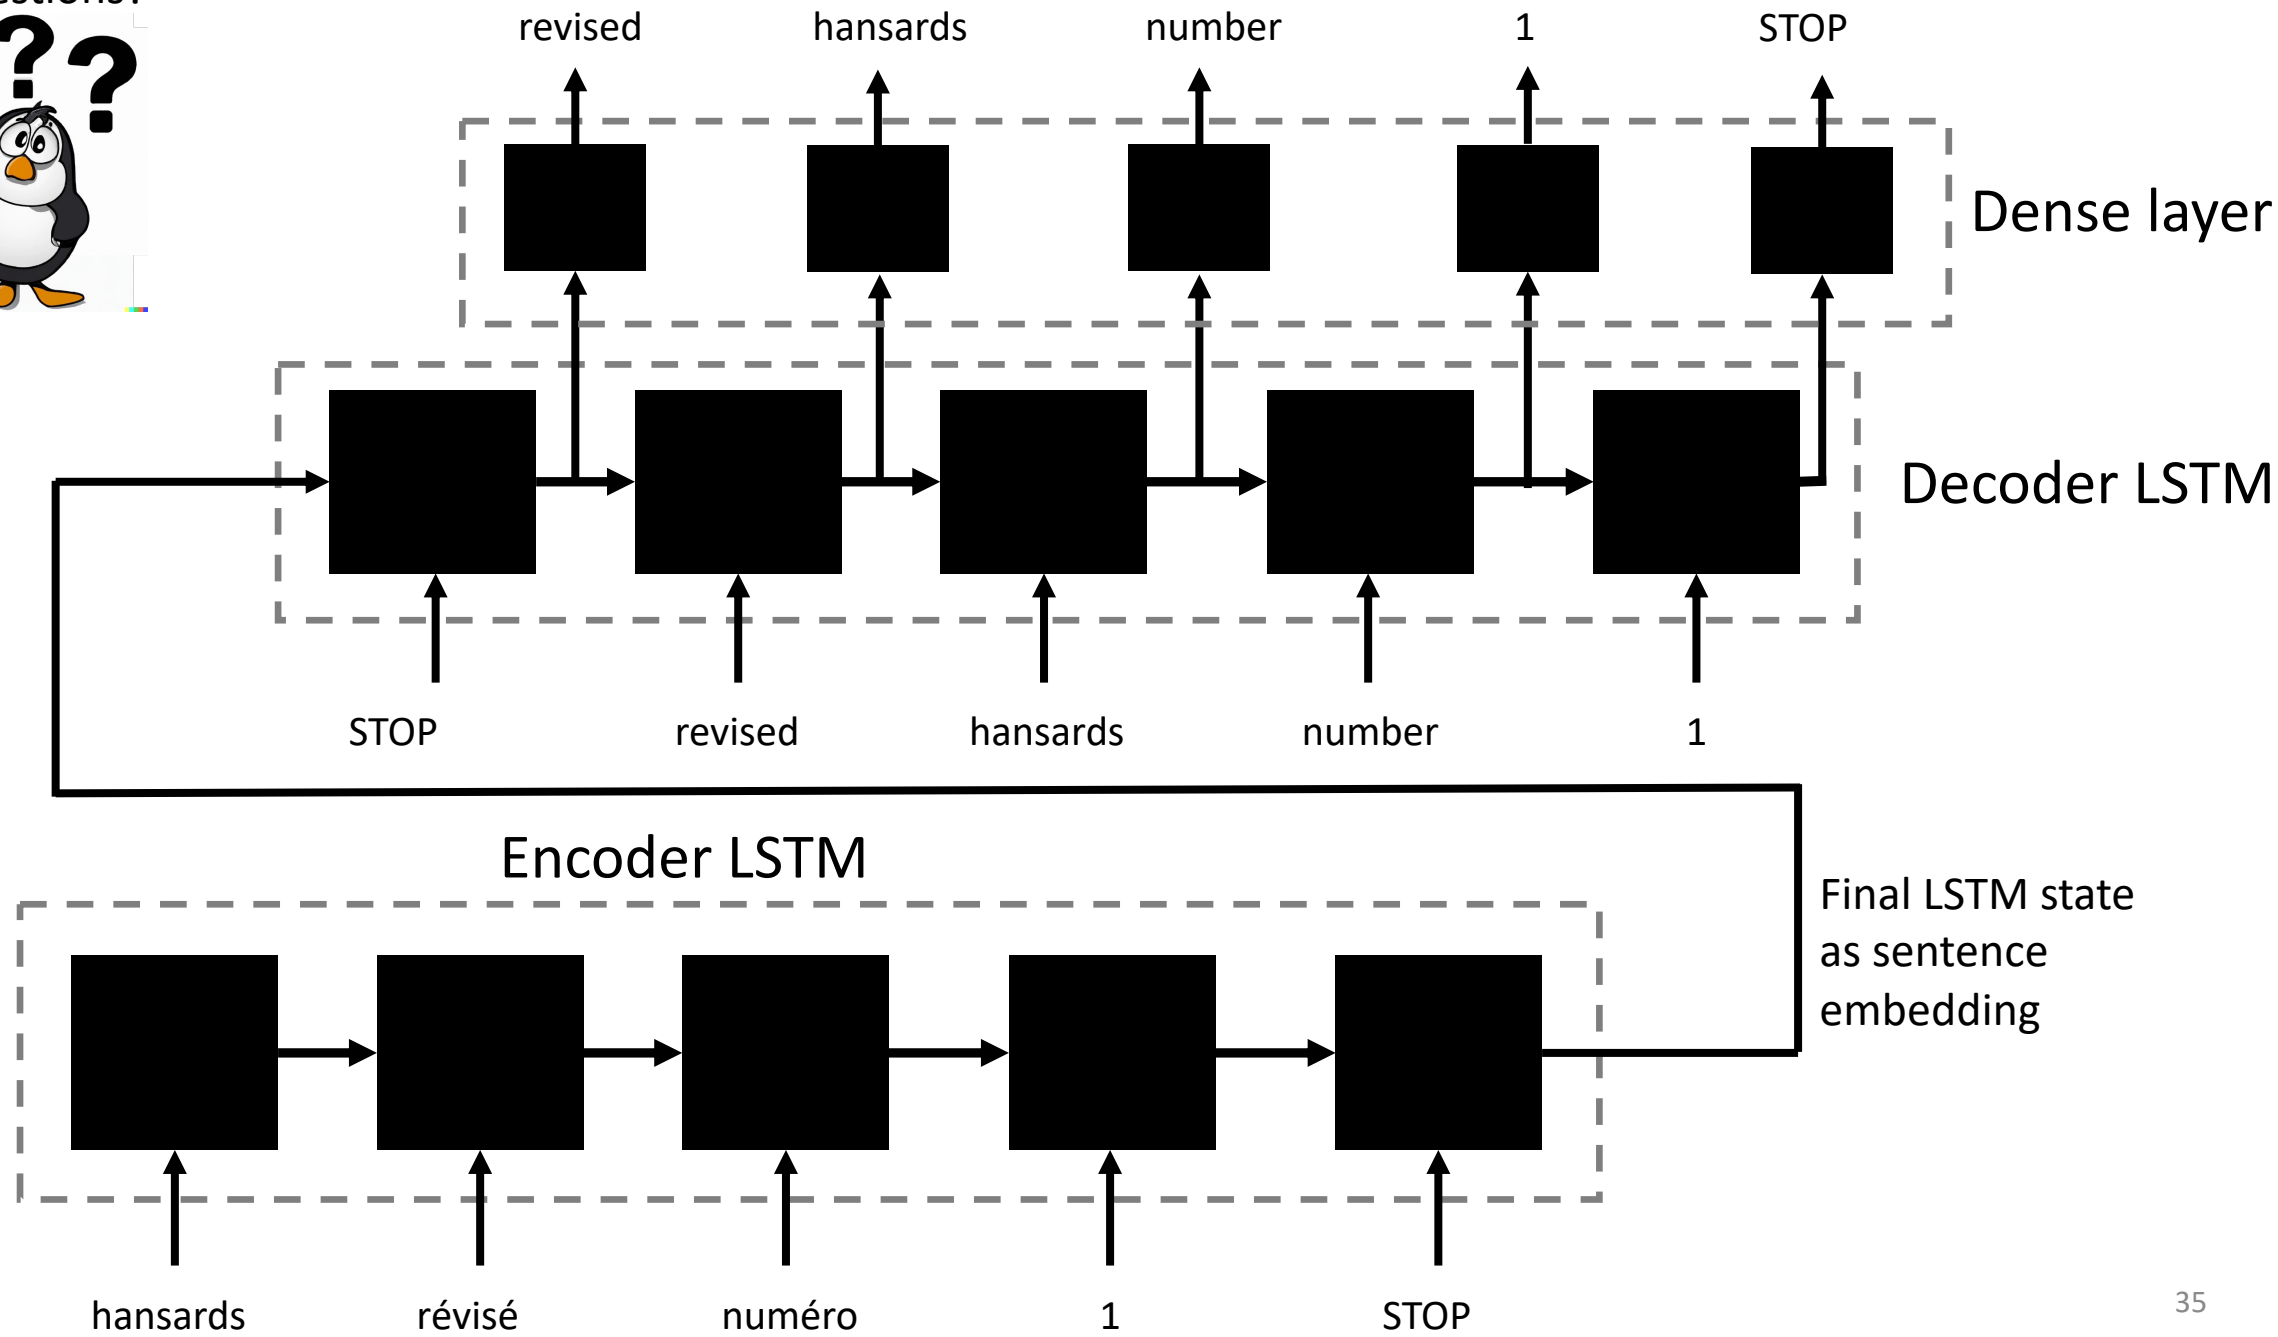 revised hansards number 1 STOP
Dense layer
Decoder LSTM
STOP revised hansards number 1
Encoder LSTM
Final LSTM state
as sentence
embedding
hansards révisé numéro 1 STOP
35